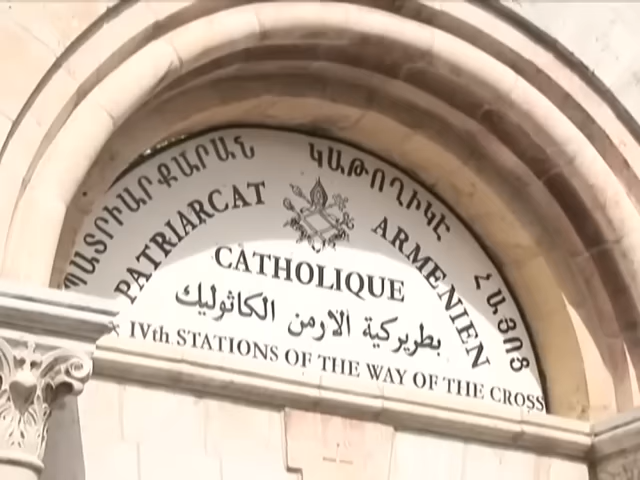 ՊԱՏՐԻԱՐՔԱՐԱՆ ԿԱԹՈՂԻԿԷ ՀԱՅՈՑ
PATRIARCAT ARMENIEN
CATHOLIQUE
بطريركية الارمن الكاثوليك
IVth STATIONS OF THE WAY OF THE CROSS